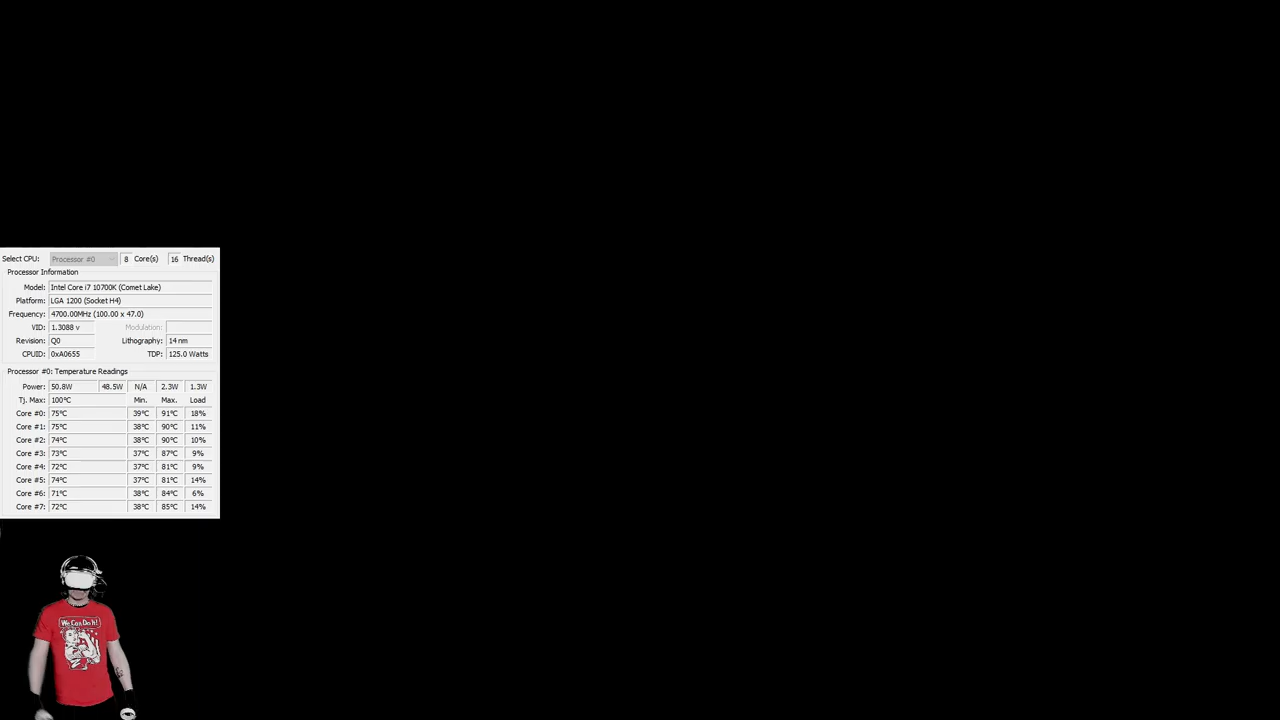 Select CPU: Processor #0 8 Core(s) 16 Thread(s)
Processor Information
Model: Intel Core i7 10700K (Comet Lake)
Platform: LGA 1200 (Socket H4)
Frequency: 4700.00MHz (100.00 x 47.0)
VID: 1.3088 v Modulation:
Revision: Q0 Lithography: 14 nm
CPUID: 0xA0655 TDP: 125.0 Watts
Processor #0: Temperature Readings
Power: 50.8W 48.5W N/A 2.3W 1.3W
Tj. Max: 100°C Min. Max. Load
Core #0: 75°C 39°C 91°C 18%
Core #1: 75°C 38°C 90°C 11%
Core #2: 74°C 38°C 90°C 10%
Core #3: 73°C 37°C 87°C 9%
Core #4: 72°C 37°C 81°C 9%
Core #5: 74°C 37°C 81°C 14%
Core #6: 71°C 38°C 84°C 6%
Core #7: 72°C 38°C 85°C 14%
We Can Do It!